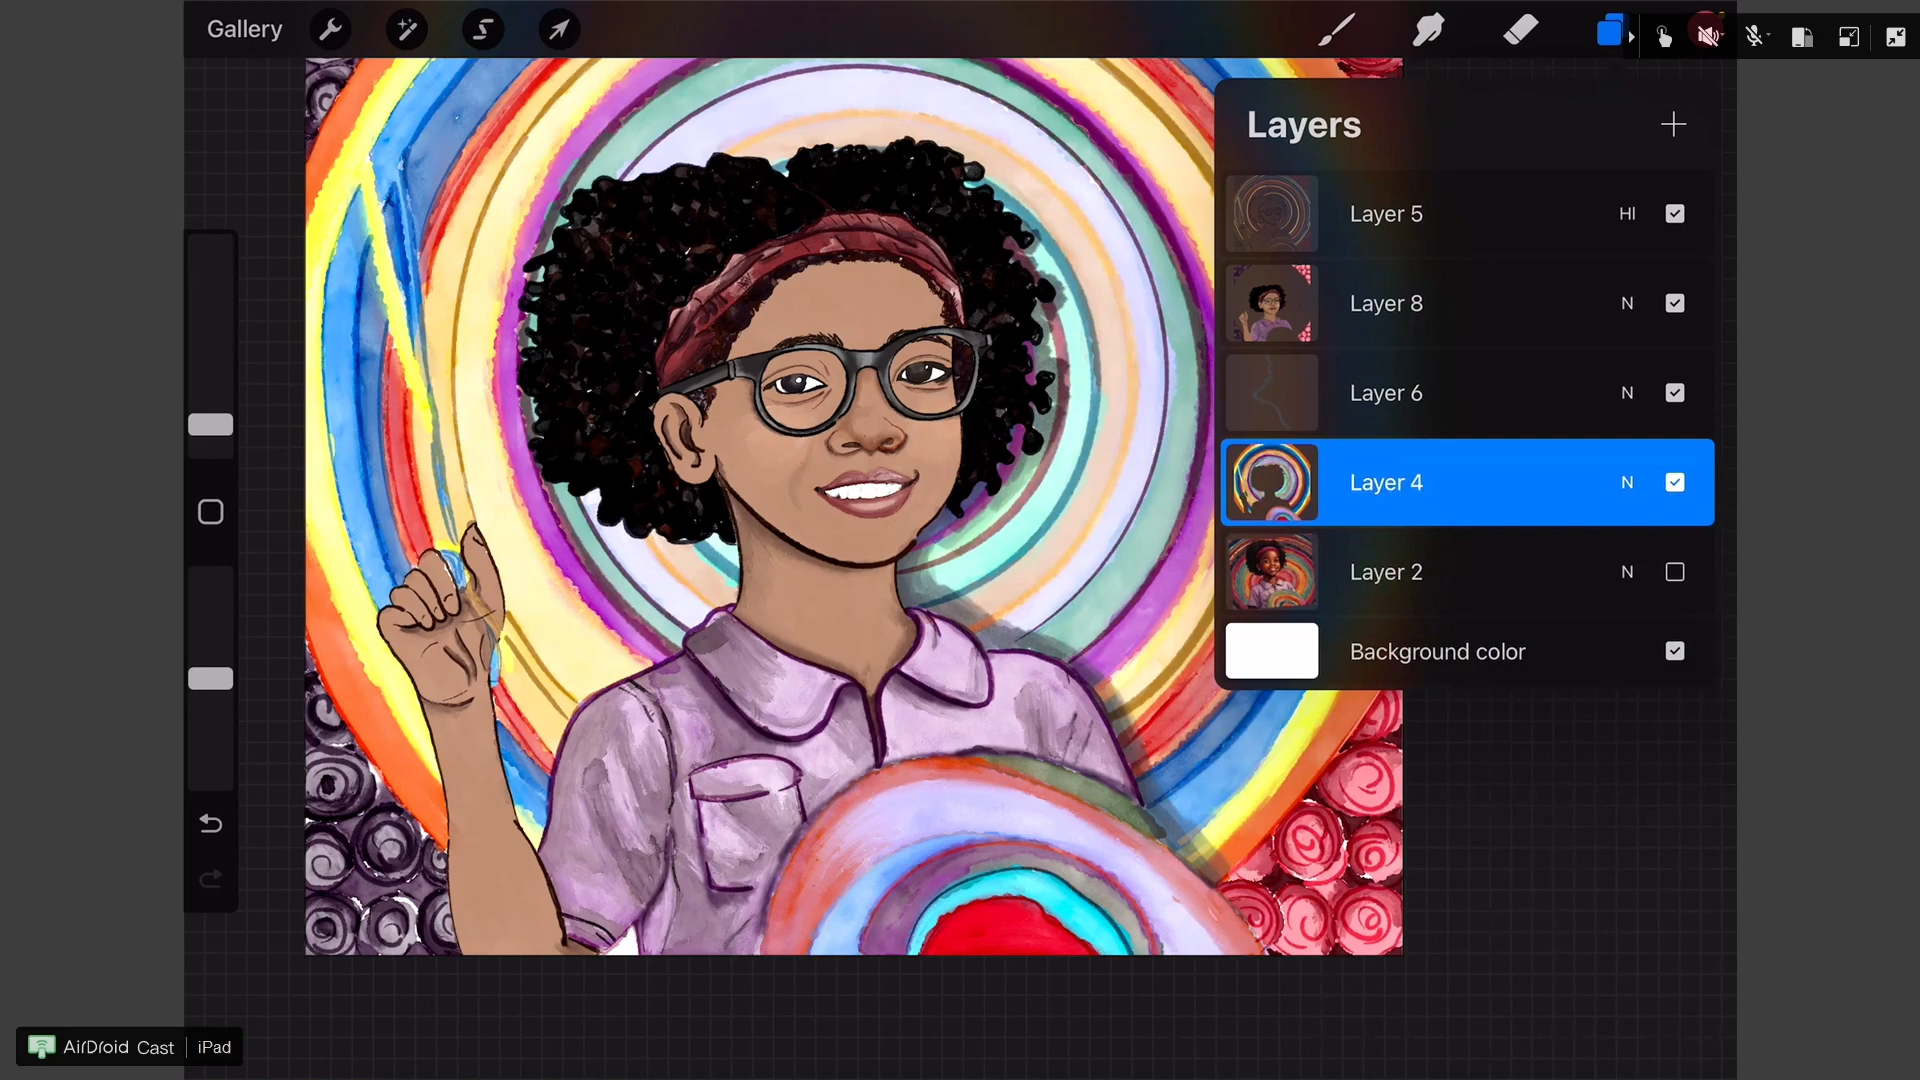 Gallery
Layers
Layer 5 HI
Layer 8 N
Layer 6 N
Layer 4 N
Layer 2 N
Background color
AirDroid Cast iPad